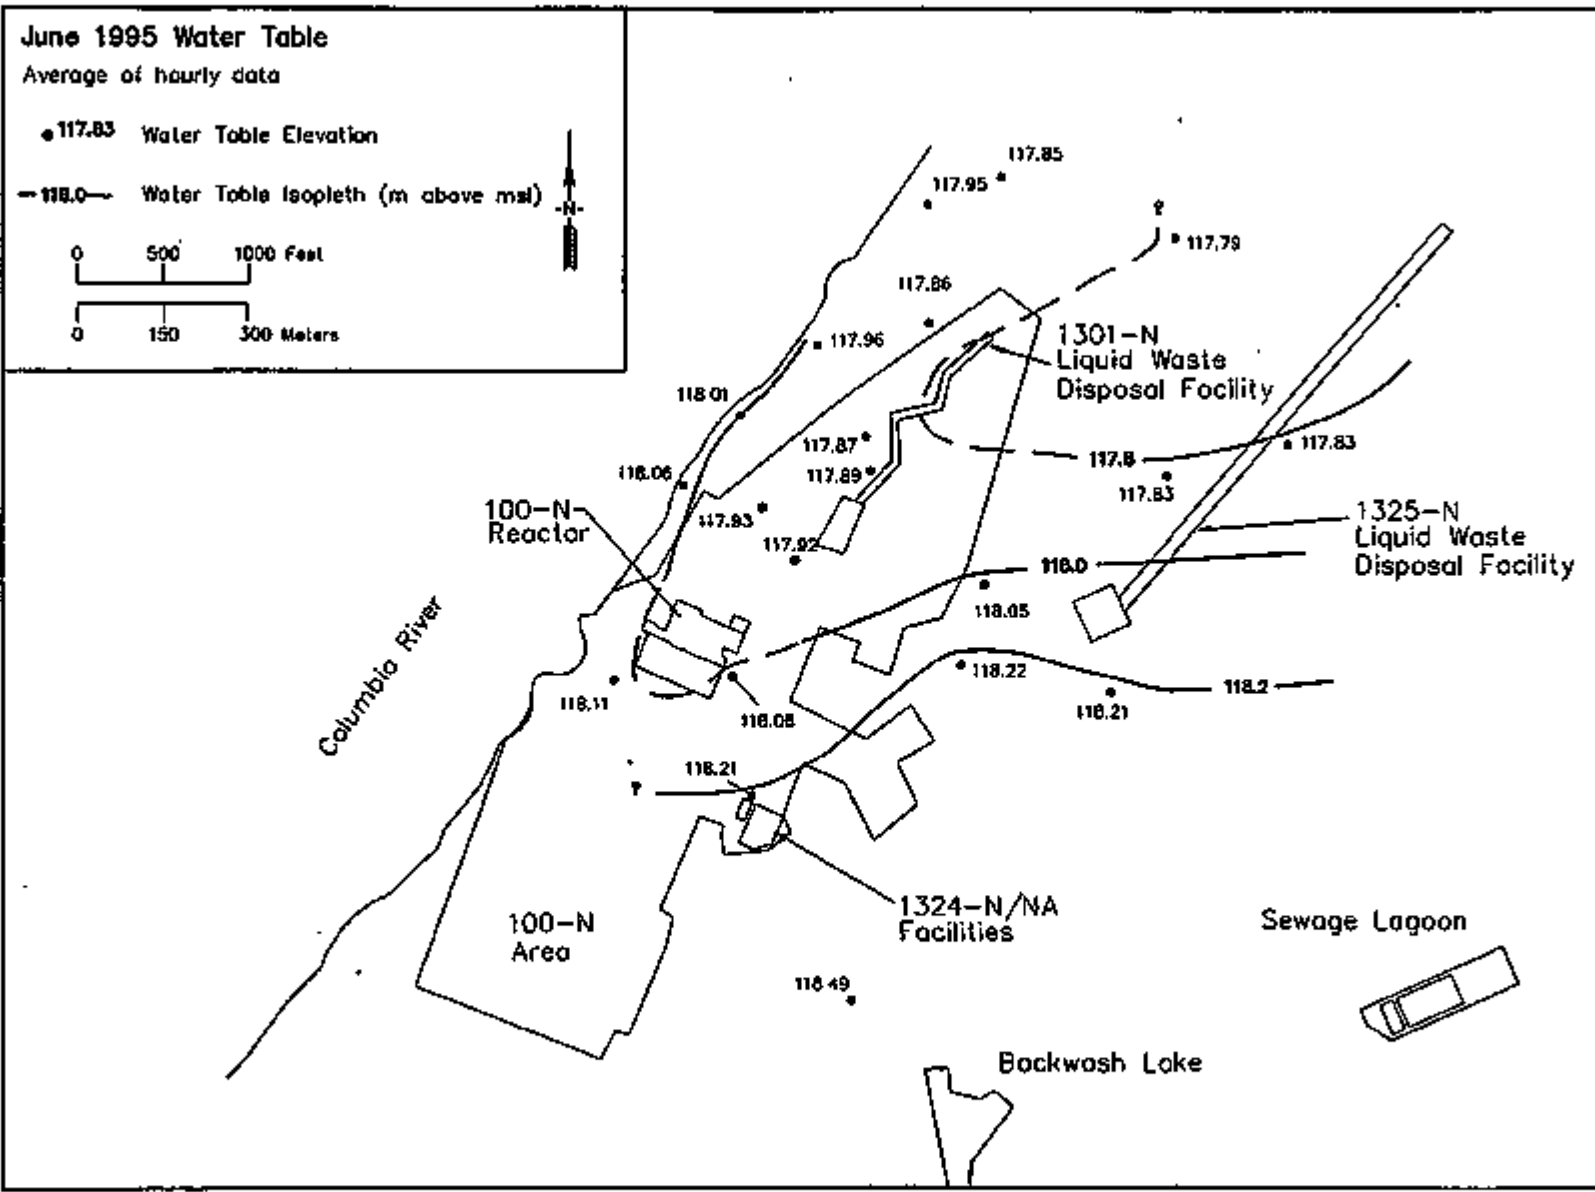 June 1995 Water Table
Average of hourly data
117.83 Water Table Elevation
118.0 Water Table Isopleth (m above msl)
-N-
0 500 1000 Feet
0 150 300 Meters
117.85
117.95
117.79
117.86
117.96
1301-N
Liquid Waste
Disposal Facility
118.01
117.87
117.8
117.83
118.06
117.89
117.83
100-N
Reactor
117.93
1325-N
Liquid Waste
Disposal Facility
117.92
118.0
118.05
Columbia River
118.22
118.2
118.11
118.08
118.21
118.21
?
?
1324-N/NA
Facilities
100-N
Area
Sewage Lagoon
118.49
Backwash Lake